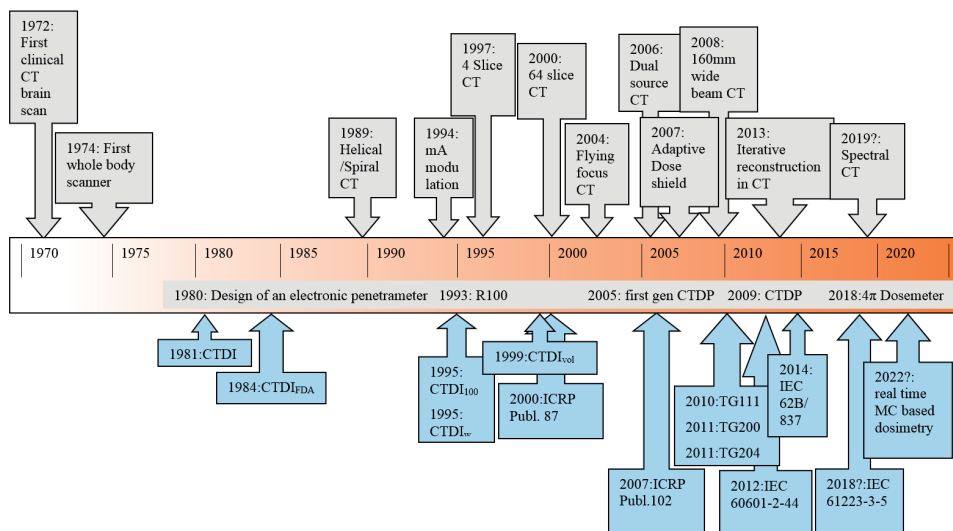 1972:
First
clinical
CT
brain
scan
1974: First
whole body
scanner
1989:
Helical
/Spiral
CT
1994:
mA
modu
lation
1997:
4 Slice
CT
2000:
64 slice
CT
2004:
Flying
focus
CT
2006:
Dual
source
CT
2007:
Adaptive
Dose
shield
2008:
160mm
wide
beam CT
2013:
Iterative
reconstruction
in CT
2019?:
Spectral
CT
1970 1975 1980 1985 1990 1995 2000 2005 2010 2015 2020
1980: Design of an electronic penetrameter 1993: R100 2005: first gen CTDP 2009: CTDP 2018:4π Dosemeter
1981:CTDI
1984:CTDIFDA
1995:
CTDI100
1995:
CTDIw
1999:CTDIvol
2000:ICRP
Publ. 87
2007:ICRP
Publ.102
2010:TG111
2011:TG200
2011:TG204
2012:IEC
60601-2-44
2014:
IEC
62B/
837
2018?:IEC
61223-3-5
2022?:
real time
MC based
dosimetry